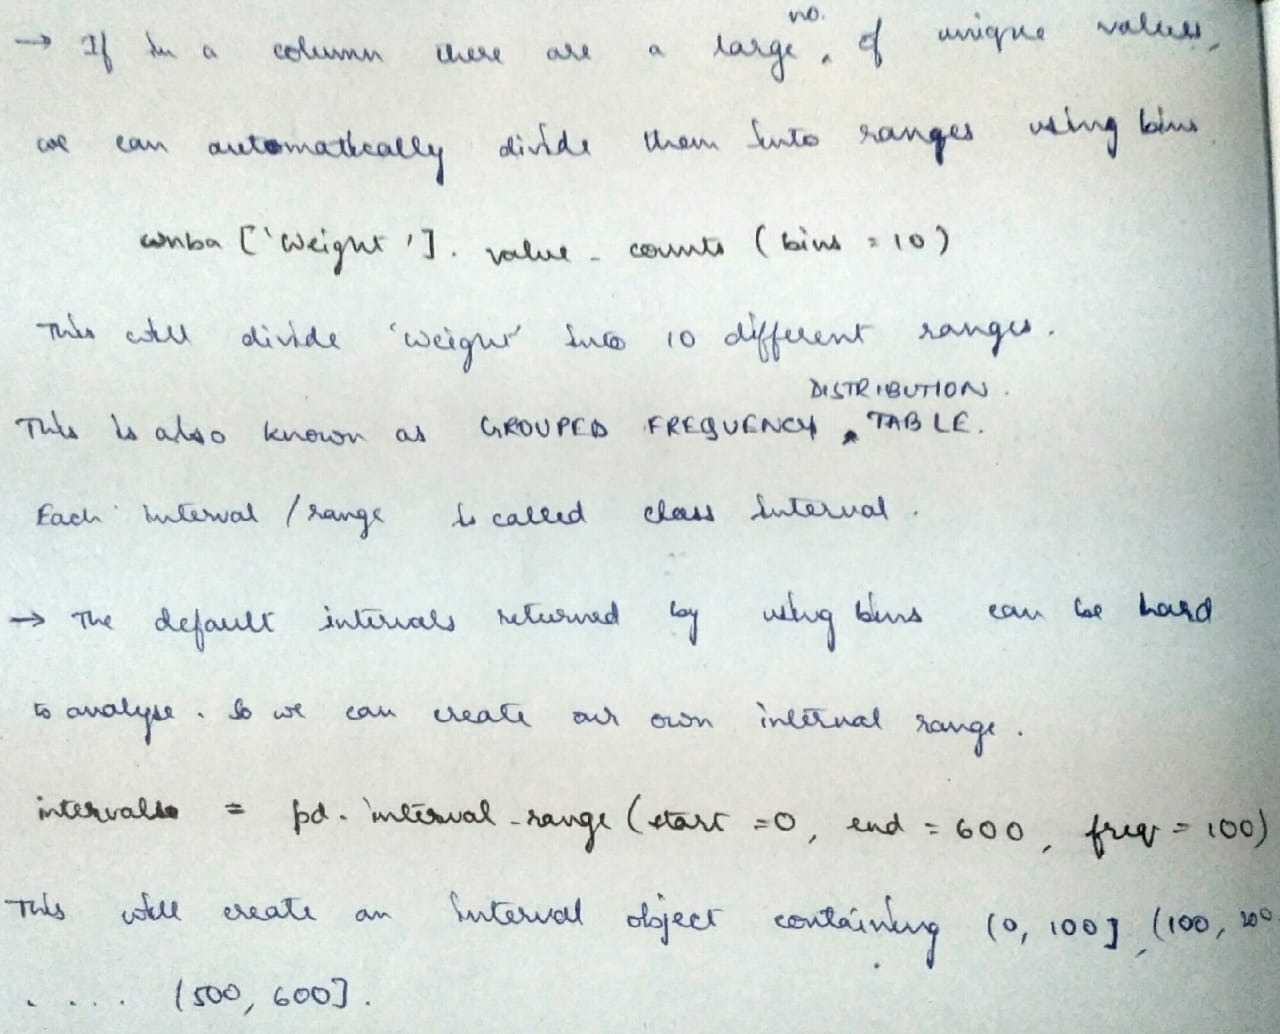 → If in a column there are a large no. of unique values,
we can automatically divide them into ranges using bins
wnba ['Weight']. value_counts (bins = 10)
This will divide 'weight' into 10 different ranges.
This is also known as GROUPED FREQUENCY DISTRIBUTION TABLE.
Each interval / range is called class interval.
→ The default intervals returned by using bins can be hard
to analyse. So we can create our own interval range.
intervals = pd. interval_range (start = 0, end = 600, freq = 100)
This will create an interval object containing (0, 100], (100, 200
. . . . (500, 600].